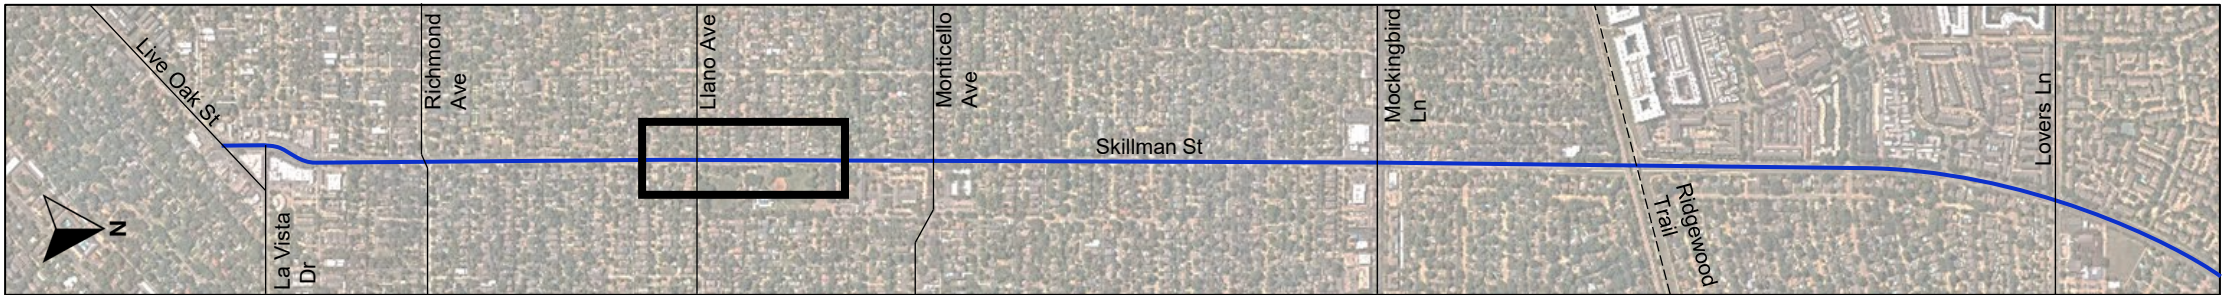 Live Oak St
La Vista
Dr
N
Richmond
Ave
Llano Ave
Monticello
Ave
Skillman St
Mockingbird
Ln
Ridgewood
Trail
Lovers Ln